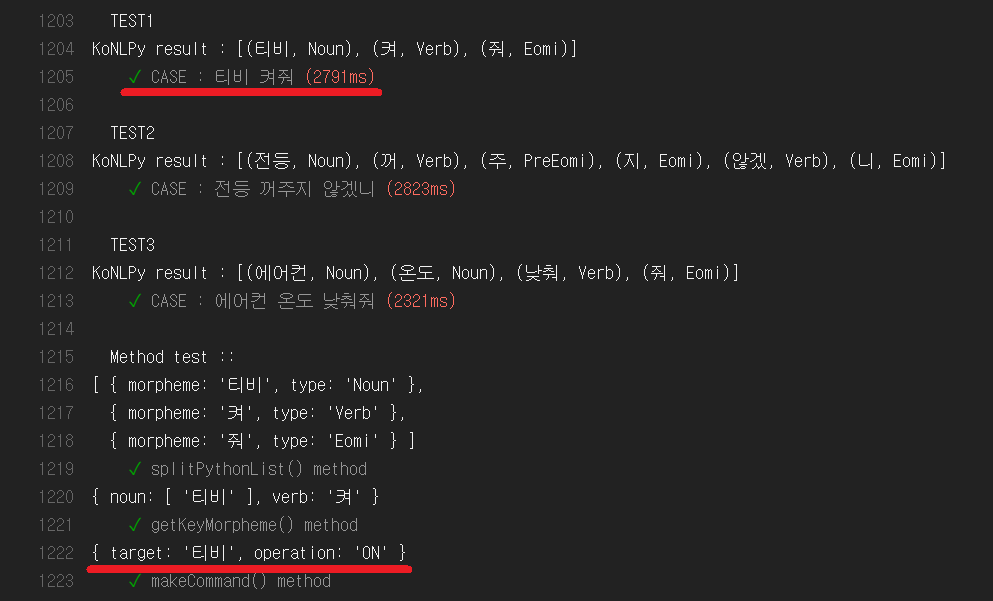 1203 TEST1
1204 KoNLPy result : [(티비, Noun), (켜, Verb), (줘, Eomi)]
1205 ✓ CASE : 티비 켜줘 (2791ms)
1206
1207 TEST2
1208 KoNLPy result : [(전등, Noun), (꺼, Verb), (주, PreEomi), (지, Eomi), (않겠, Verb), (니, Eomi)]
1209 ✓ CASE : 전등 꺼주지 않겠니 (2823ms)
1210
1211 TEST3
1212 KoNLPy result : [(에어컨, Noun), (온도, Noun), (낮춰, Verb), (줘, Eomi)]
1213 ✓ CASE : 에어컨 온도 낮춰줘 (2321ms)
1214
1215 Method test ::
1216 [ { morpheme: '티비', type: 'Noun' },
1217 { morpheme: '켜', type: 'Verb' },
1218 { morpheme: '줘', type: 'Eomi' } ]
1219 ✓ splitPythonList() method
1220 { noun: [ '티비' ], verb: '켜' }
1221 ✓ getKeyMorpheme() method
1222 { target: '티비', operation: 'ON' }
1223 ✓ makeCommand() method